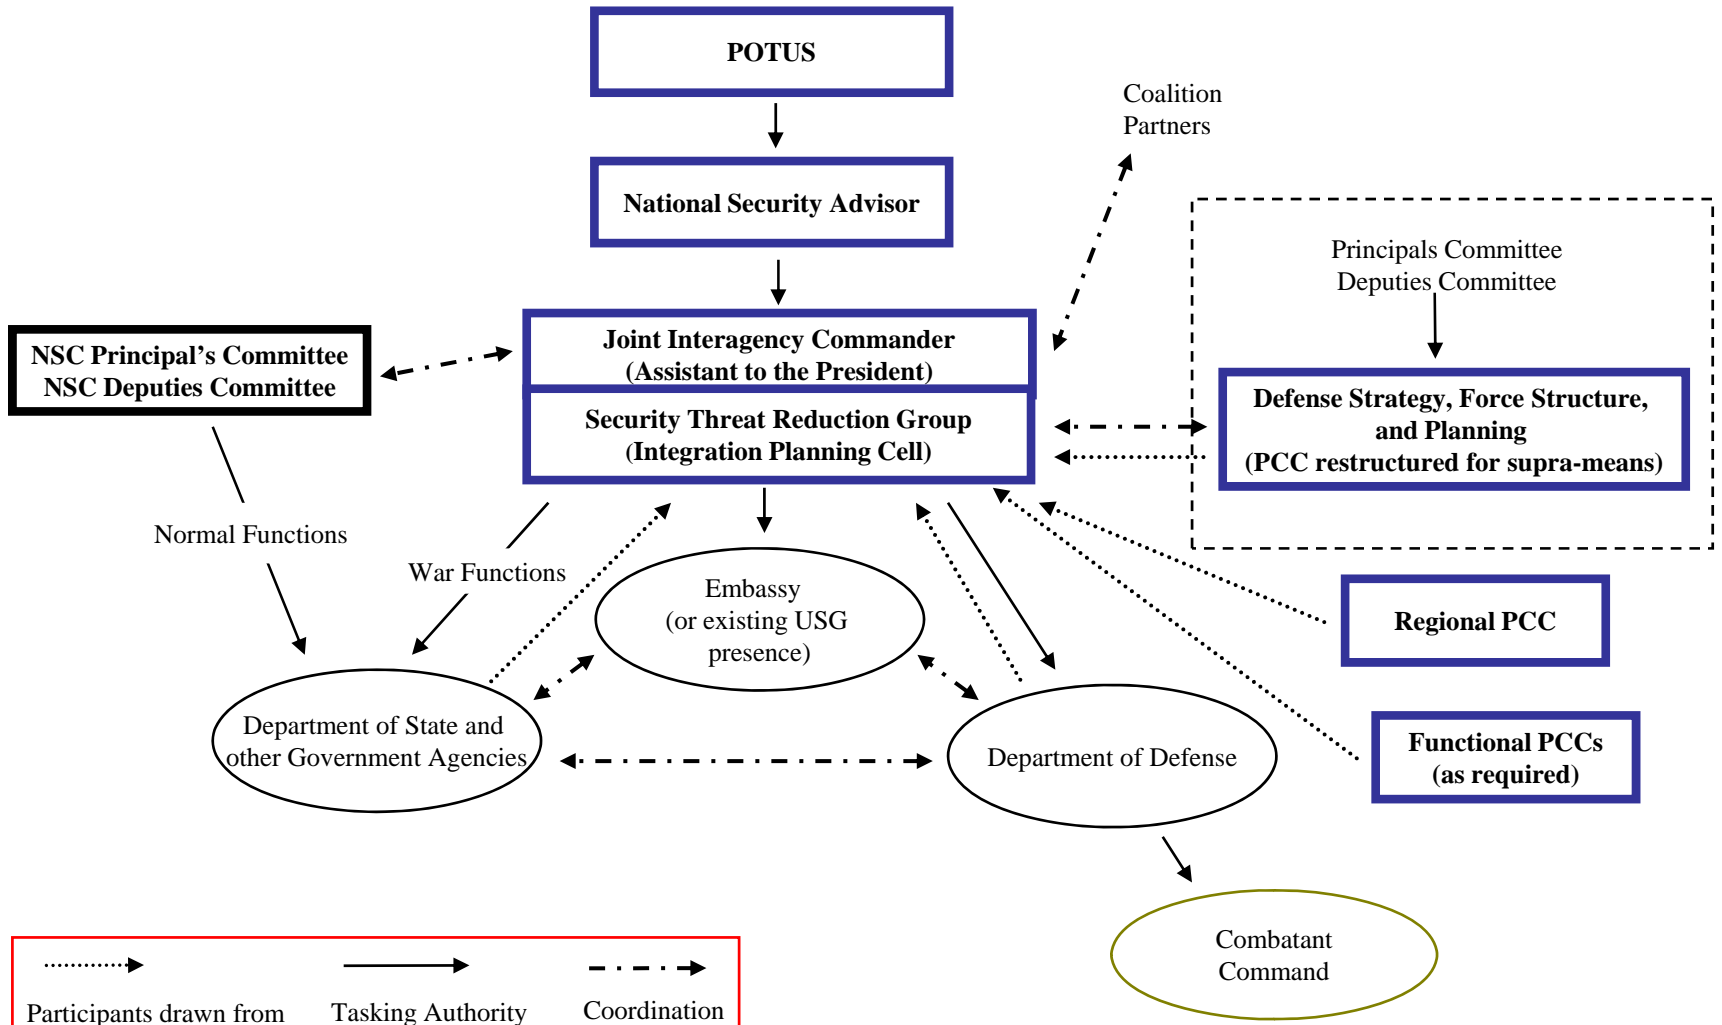 POTUS
Coalition
Partners
National Security Advisor
Principals Committee
Deputies Committee
NSC Principal’s Committee
NSC Deputies Committee
Joint Interagency Commander
(Assistant to the President)
Security Threat Reduction Group
(Integration Planning Cell)
Defense Strategy, Force Structure,
and Planning
(PCC restructured for supra-means)
Normal Functions
War Functions
Embassy
(or existing USG
presence)
Regional PCC
Department of State and
other Government Agencies
Department of Defense
Functional PCCs
(as required)
Combatant
Command
Participants drawn from
Tasking Authority
Coordination